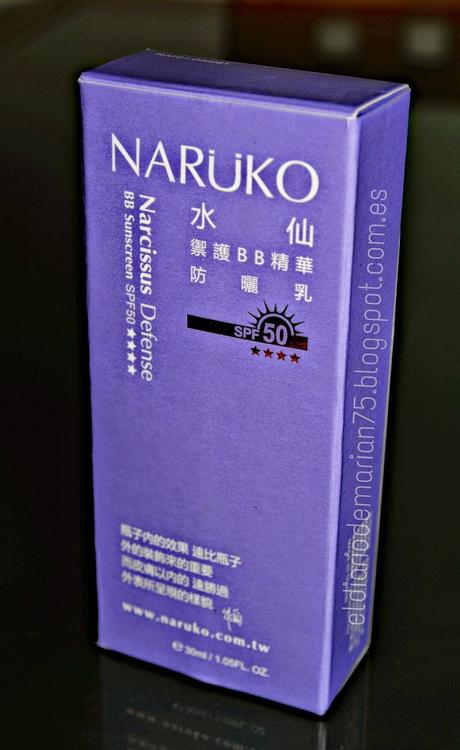 NARÜKO
水仙
禦護BB精華
防曬乳
Narcissus Defense
BB Sunscreen SPF50 ★★★★
SPF 50
★★★★
瓶子內的效果 遠比瓶子
外的裝飾來的重要
而皮膚以內的 遠勝過
外表所呈現的樣貌
www.naruko.com.tw
℮ 30ml / 1.05FL. OZ.
eldiariodemarian75.blogspot.com.es